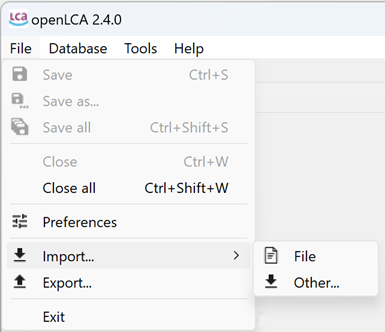 LCA openLCA 2.4.0
File Database Tools Help
Save Ctrl+S
Save as...
Save all Ctrl+Shift+S
Close Ctrl+W
Close all Ctrl+Shift+W
Preferences
Import... File
Export... Other...
Exit